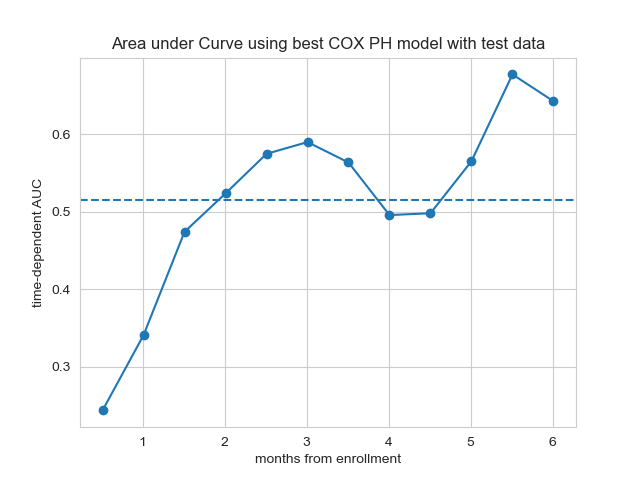 Area under Curve using best COX PH model with test data
time-dependent AUC
0.6
0.5
0.4
0.3
1 2 3 4 5 6
months from enrollment